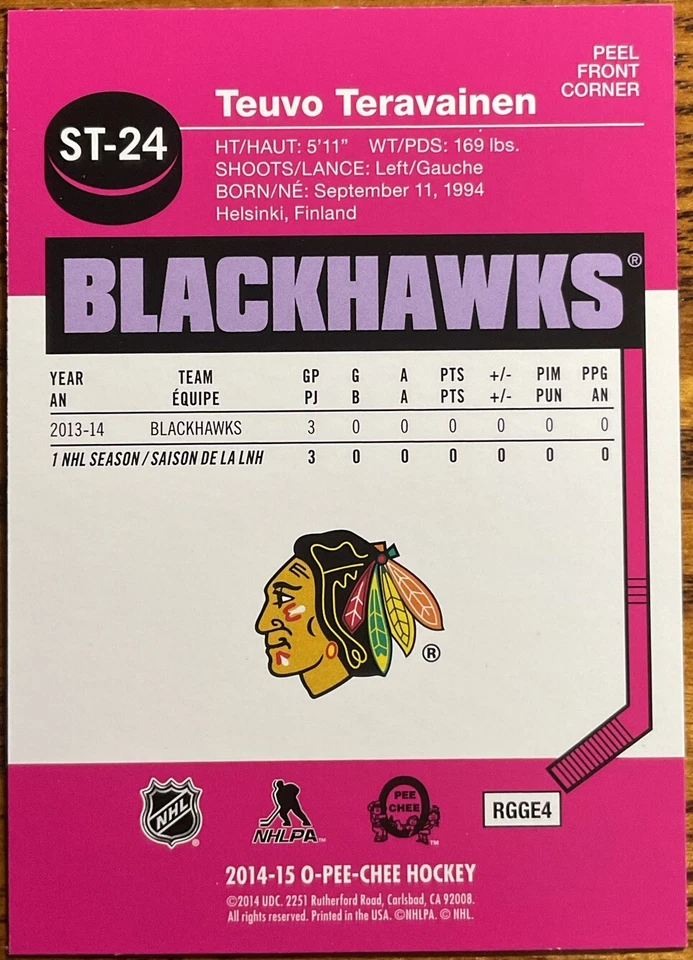 PEEL
FRONT
CORNER
ST-24
Teuvo Teravainen
HT/HAUT: 5'11" WT/PDS: 169 lbs.
SHOOTS/LANCE: Left/Gauche
BORN/NÉ: September 11, 1994
Helsinki, Finland
BLACKHAWKS®
YEAR TEAM GP G A PTS +/- PIM PPG
AN ÉQUIPE PJ B A PTS +/- PUN AN
2013-14 BLACKHAWKS 3 0 0 0 0 0 0
1 NHL SEASON / SAISON DE LA LNH 3 0 0 0 0 0 0
®
NHL ®
NHLPA™
O
PEE
CHEE
™
RGGE4
2014-15 O-PEE-CHEE HOCKEY
©2014 UDC. 2251 Rutherford Road, Carlsbad, CA 92008.
All rights reserved. Printed in the USA. ©NHLPA. © NHL.